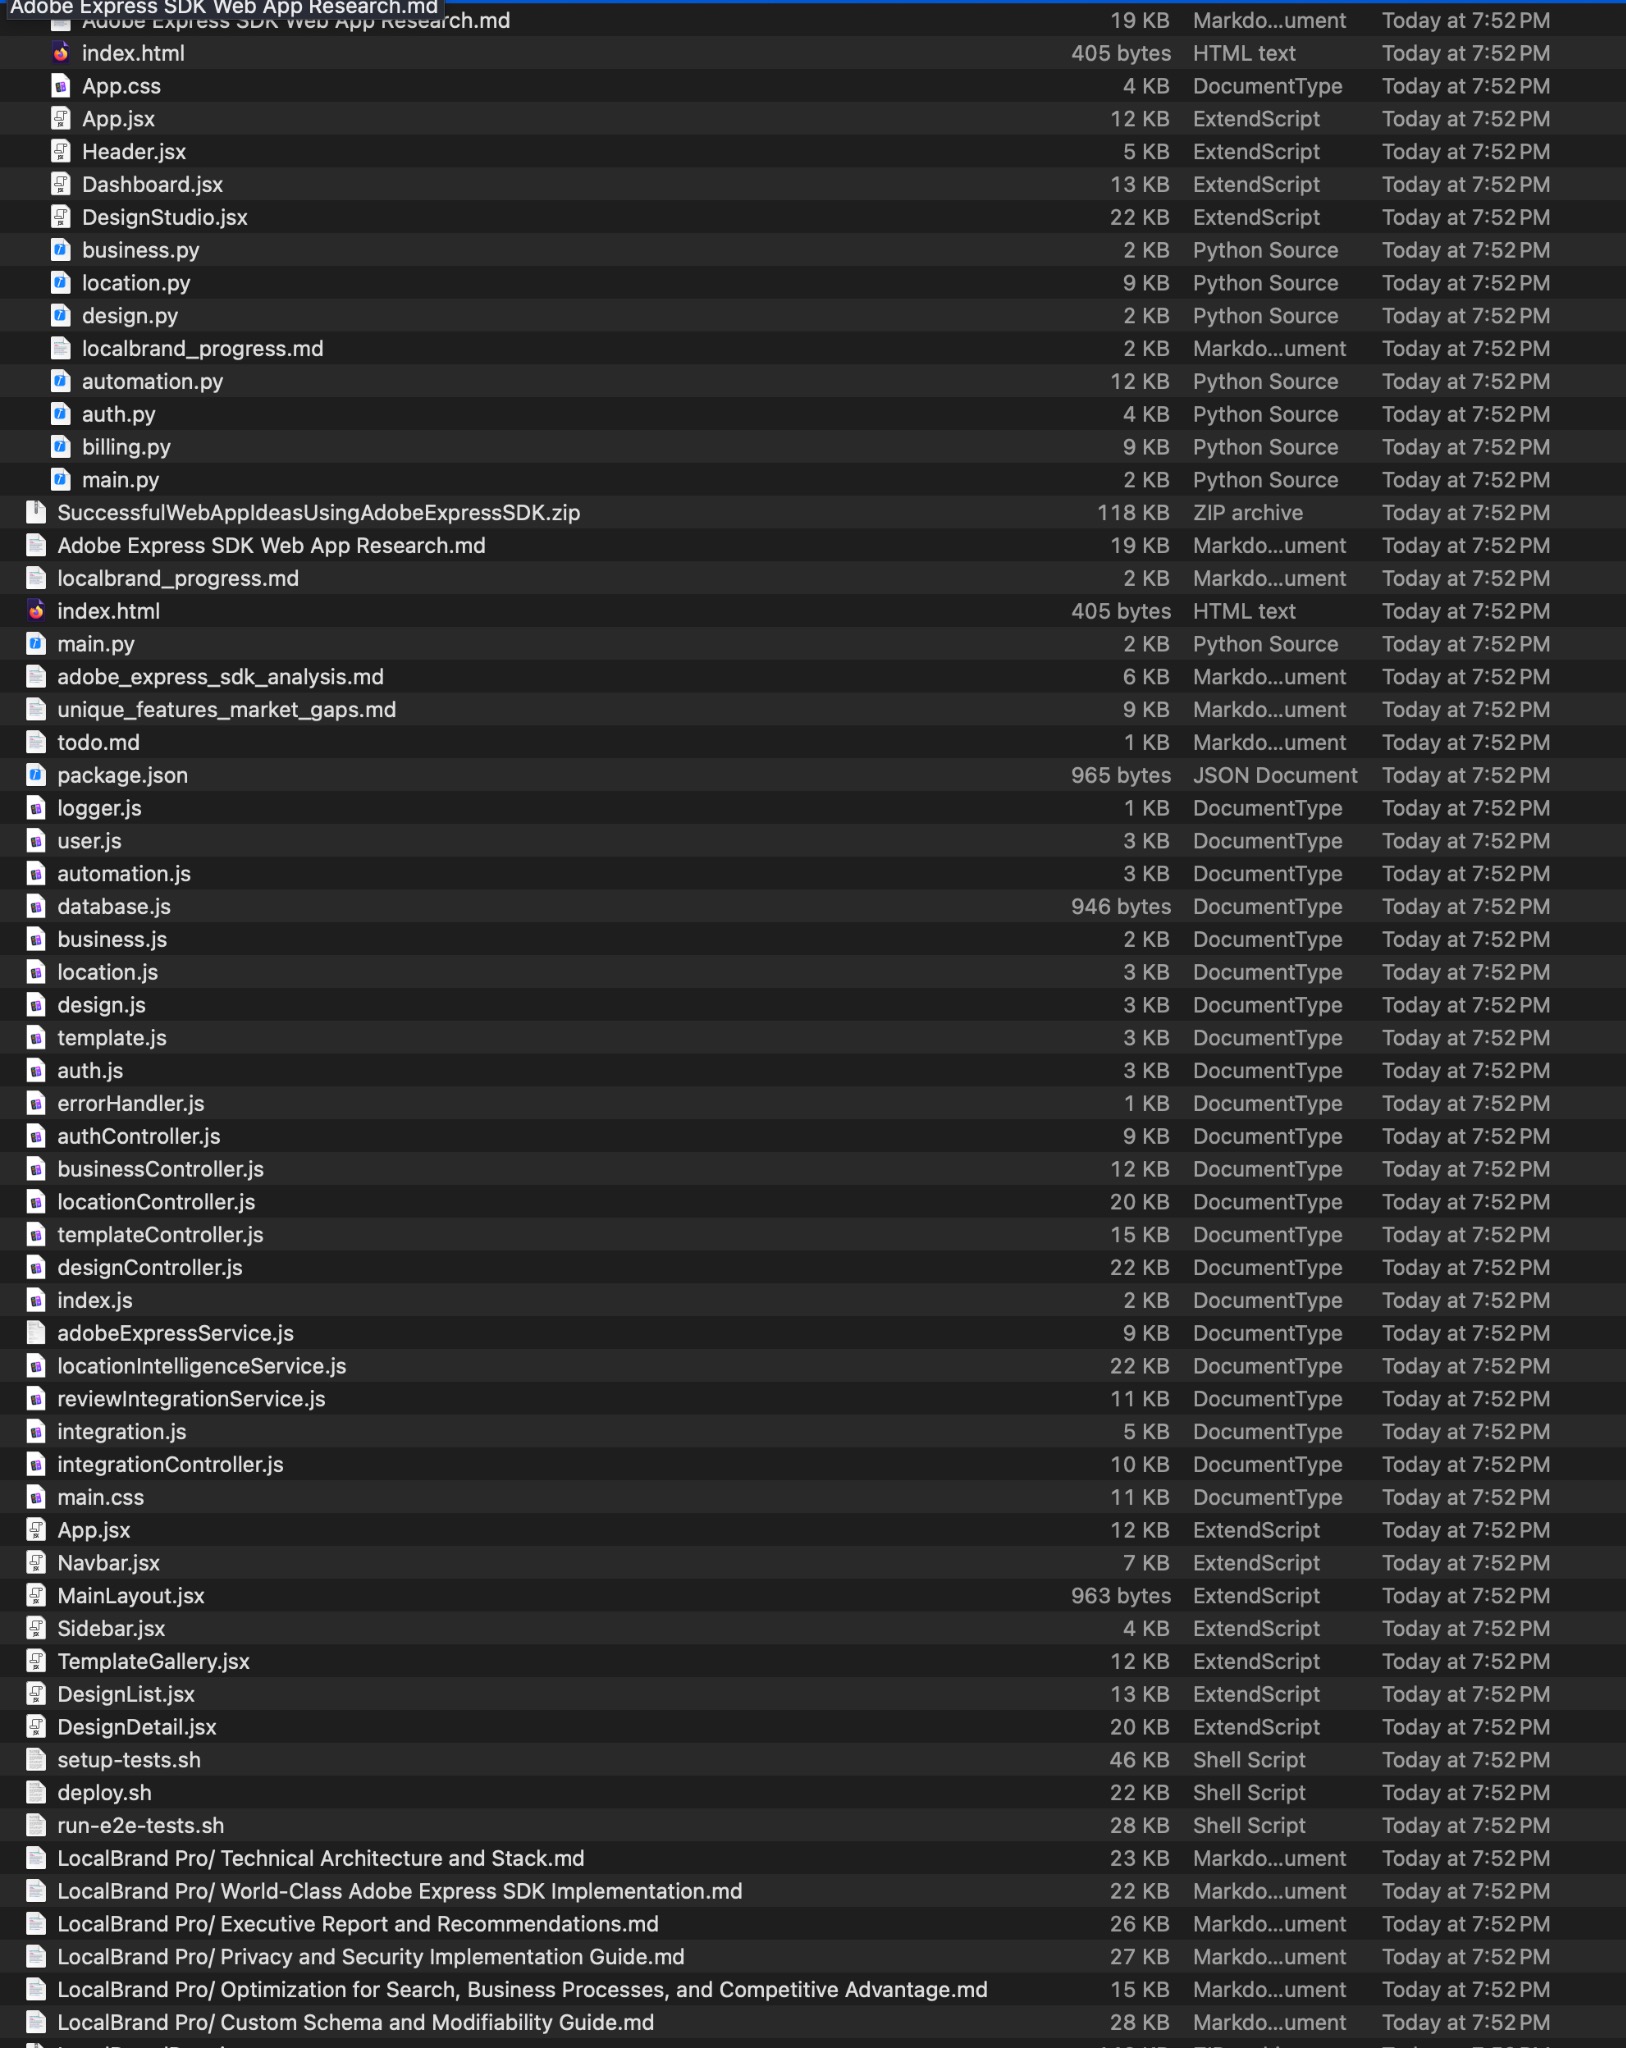 Adobe Express SDK Web App Research.md
Adobe Express SDK Web App Research.md 19 KB Markdo...ument Today at 7:52 PM
index.html 405 bytes HTML text Today at 7:52 PM
App.css 4 KB DocumentType Today at 7:52 PM
App.jsx 12 KB ExtendScript Today at 7:52 PM
Header.jsx 5 KB ExtendScript Today at 7:52 PM
Dashboard.jsx 13 KB ExtendScript Today at 7:52 PM
DesignStudio.jsx 22 KB ExtendScript Today at 7:52 PM
business.py 2 KB Python Source Today at 7:52 PM
location.py 9 KB Python Source Today at 7:52 PM
design.py 2 KB Python Source Today at 7:52 PM
localbrand_progress.md 2 KB Markdo...ument Today at 7:52 PM
automation.py 12 KB Python Source Today at 7:52 PM
auth.py 4 KB Python Source Today at 7:52 PM
billing.py 9 KB Python Source Today at 7:52 PM
main.py 2 KB Python Source Today at 7:52 PM
SuccessfulWebAppIdeasUsingAdobeExpressSDK.zip 118 KB ZIP archive Today at 7:52 PM
Adobe Express SDK Web App Research.md 19 KB Markdo...ument Today at 7:52 PM
localbrand_progress.md 2 KB Markdo...ument Today at 7:52 PM
index.html 405 bytes HTML text Today at 7:52 PM
main.py 2 KB Python Source Today at 7:52 PM
adobe_express_sdk_analysis.md 6 KB Markdo...ument Today at 7:52 PM
unique_features_market_gaps.md 9 KB Markdo...ument Today at 7:52 PM
todo.md 1 KB Markdo...ument Today at 7:52 PM
package.json 965 bytes JSON Document Today at 7:52 PM
logger.js 1 KB DocumentType Today at 7:52 PM
user.js 3 KB DocumentType Today at 7:52 PM
automation.js 3 KB DocumentType Today at 7:52 PM
database.js 946 bytes DocumentType Today at 7:52 PM
business.js 2 KB DocumentType Today at 7:52 PM
location.js 3 KB DocumentType Today at 7:52 PM
design.js 3 KB DocumentType Today at 7:52 PM
template.js 3 KB DocumentType Today at 7:52 PM
auth.js 3 KB DocumentType Today at 7:52 PM
errorHandler.js 1 KB DocumentType Today at 7:52 PM
authController.js 9 KB DocumentType Today at 7:52 PM
businessController.js 12 KB DocumentType Today at 7:52 PM
locationController.js 20 KB DocumentType Today at 7:52 PM
templateController.js 15 KB DocumentType Today at 7:52 PM
designController.js 22 KB DocumentType Today at 7:52 PM
index.js 2 KB DocumentType Today at 7:52 PM
adobeExpressService.js 9 KB DocumentType Today at 7:52 PM
locationIntelligenceService.js 22 KB DocumentType Today at 7:52 PM
reviewIntegrationService.js 11 KB DocumentType Today at 7:52 PM
integration.js 5 KB DocumentType Today at 7:52 PM
integrationController.js 10 KB DocumentType Today at 7:52 PM
main.css 11 KB DocumentType Today at 7:52 PM
App.jsx 12 KB ExtendScript Today at 7:52 PM
Navbar.jsx 7 KB ExtendScript Today at 7:52 PM
MainLayout.jsx 963 bytes ExtendScript Today at 7:52 PM
Sidebar.jsx 4 KB ExtendScript Today at 7:52 PM
TemplateGallery.jsx 12 KB ExtendScript Today at 7:52 PM
DesignList.jsx 13 KB ExtendScript Today at 7:52 PM
DesignDetail.jsx 20 KB ExtendScript Today at 7:52 PM
setup-tests.sh 46 KB Shell Script Today at 7:52 PM
deploy.sh 22 KB Shell Script Today at 7:52 PM
run-e2e-tests.sh 28 KB Shell Script Today at 7:52 PM
LocalBrand Pro/ Technical Architecture and Stack.md 23 KB Markdo...ument Today at 7:52 PM
LocalBrand Pro/ World-Class Adobe Express SDK Implementation.md 22 KB Markdo...ument Today at 7:52 PM
LocalBrand Pro/ Executive Report and Recommendations.md 26 KB Markdo...ument Today at 7:52 PM
LocalBrand Pro/ Privacy and Security Implementation Guide.md 27 KB Markdo...ument Today at 7:52 PM
LocalBrand Pro/ Optimization for Search, Business Processes, and Competitive Advantage.md 15 KB Markdo...ument Today at 7:52 PM
LocalBrand Pro/ Custom Schema and Modifiability Guide.md 28 KB Markdo...ument Today at 7:52 PM